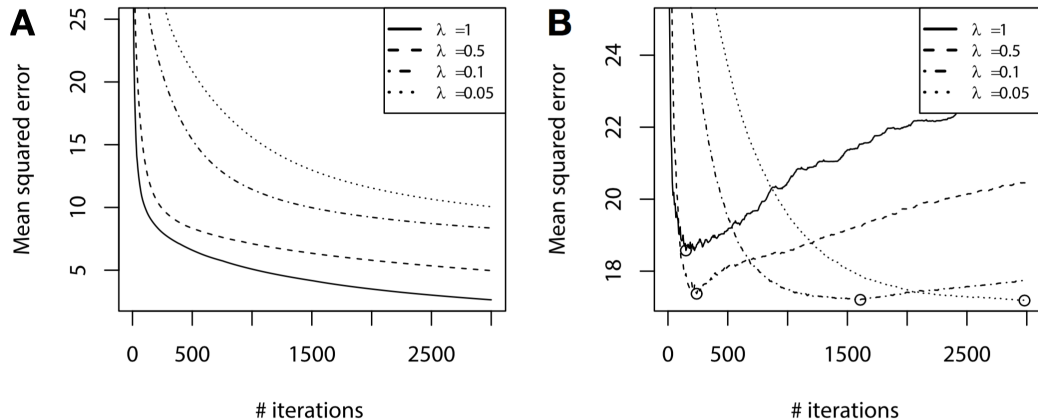 A
Mean squared error
25
20
15
10
5
0
500
1500
2500
# iterations
λ =1
λ =0.5
λ =0.1
λ =0.05
B
Mean squared error
24
22
20
18
0
500
1500
2500
# iterations
λ =1
λ =0.5
λ =0.1
λ =0.05